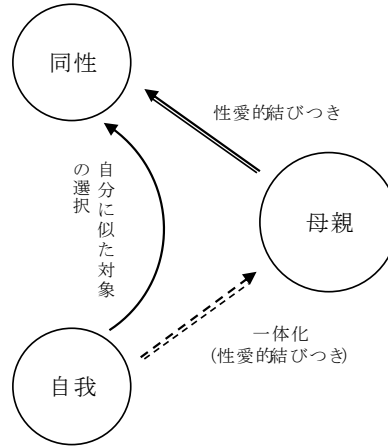 同性
性愛的結びつき
自分に似た対象
の選択
母親
一体化
(性愛的結びつき)
自我